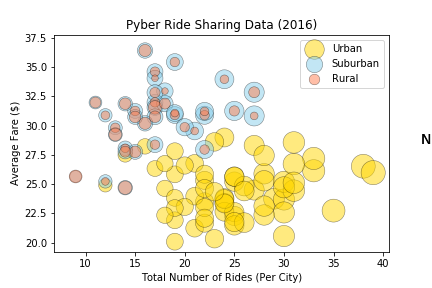 Pyber Ride Sharing Data (2016)
Urban
Suburban
Rural
37.5
35.0
32.5
30.0
27.5
25.0
22.5
20.0
Average Fare ($)
10 15 20 25 30 35 40
Total Number of Rides (Per City)
N